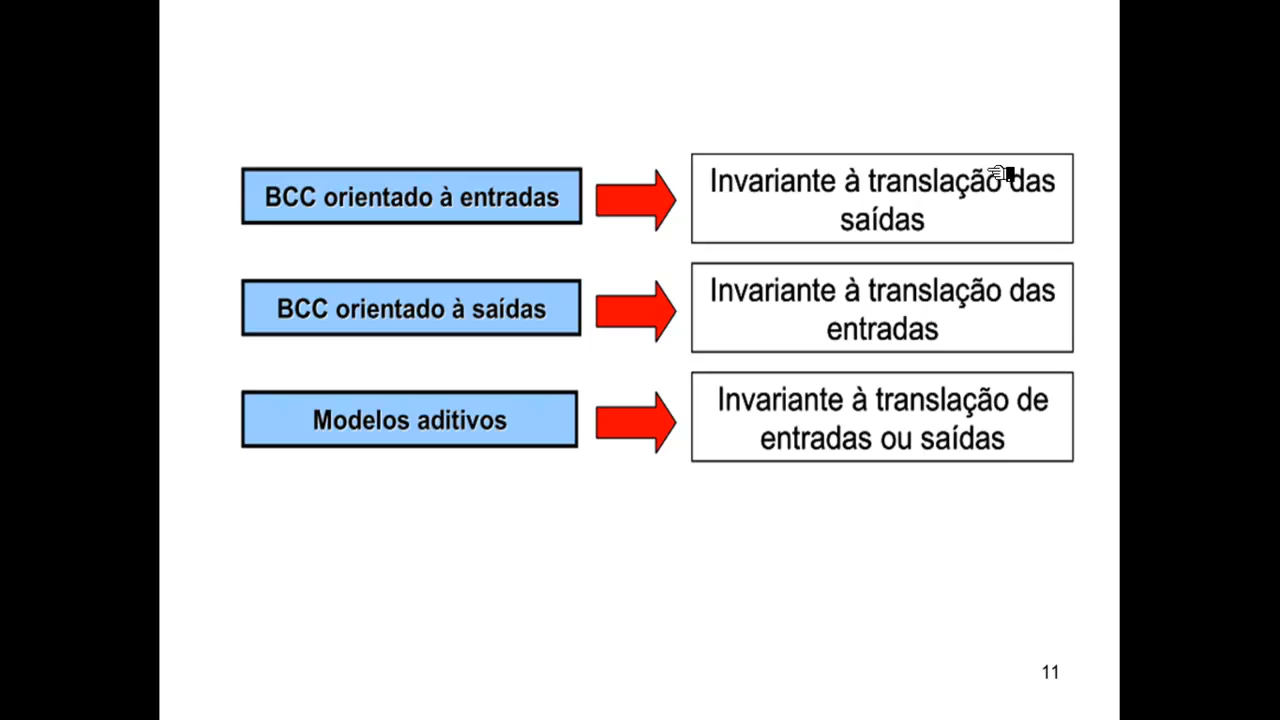 BCC orientado à entradas
Invariante à translação das
saídas
BCC orientado à saídas
Invariante à translação das
entradas
Modelos aditivos
Invariante à translação de
entradas ou saídas
11